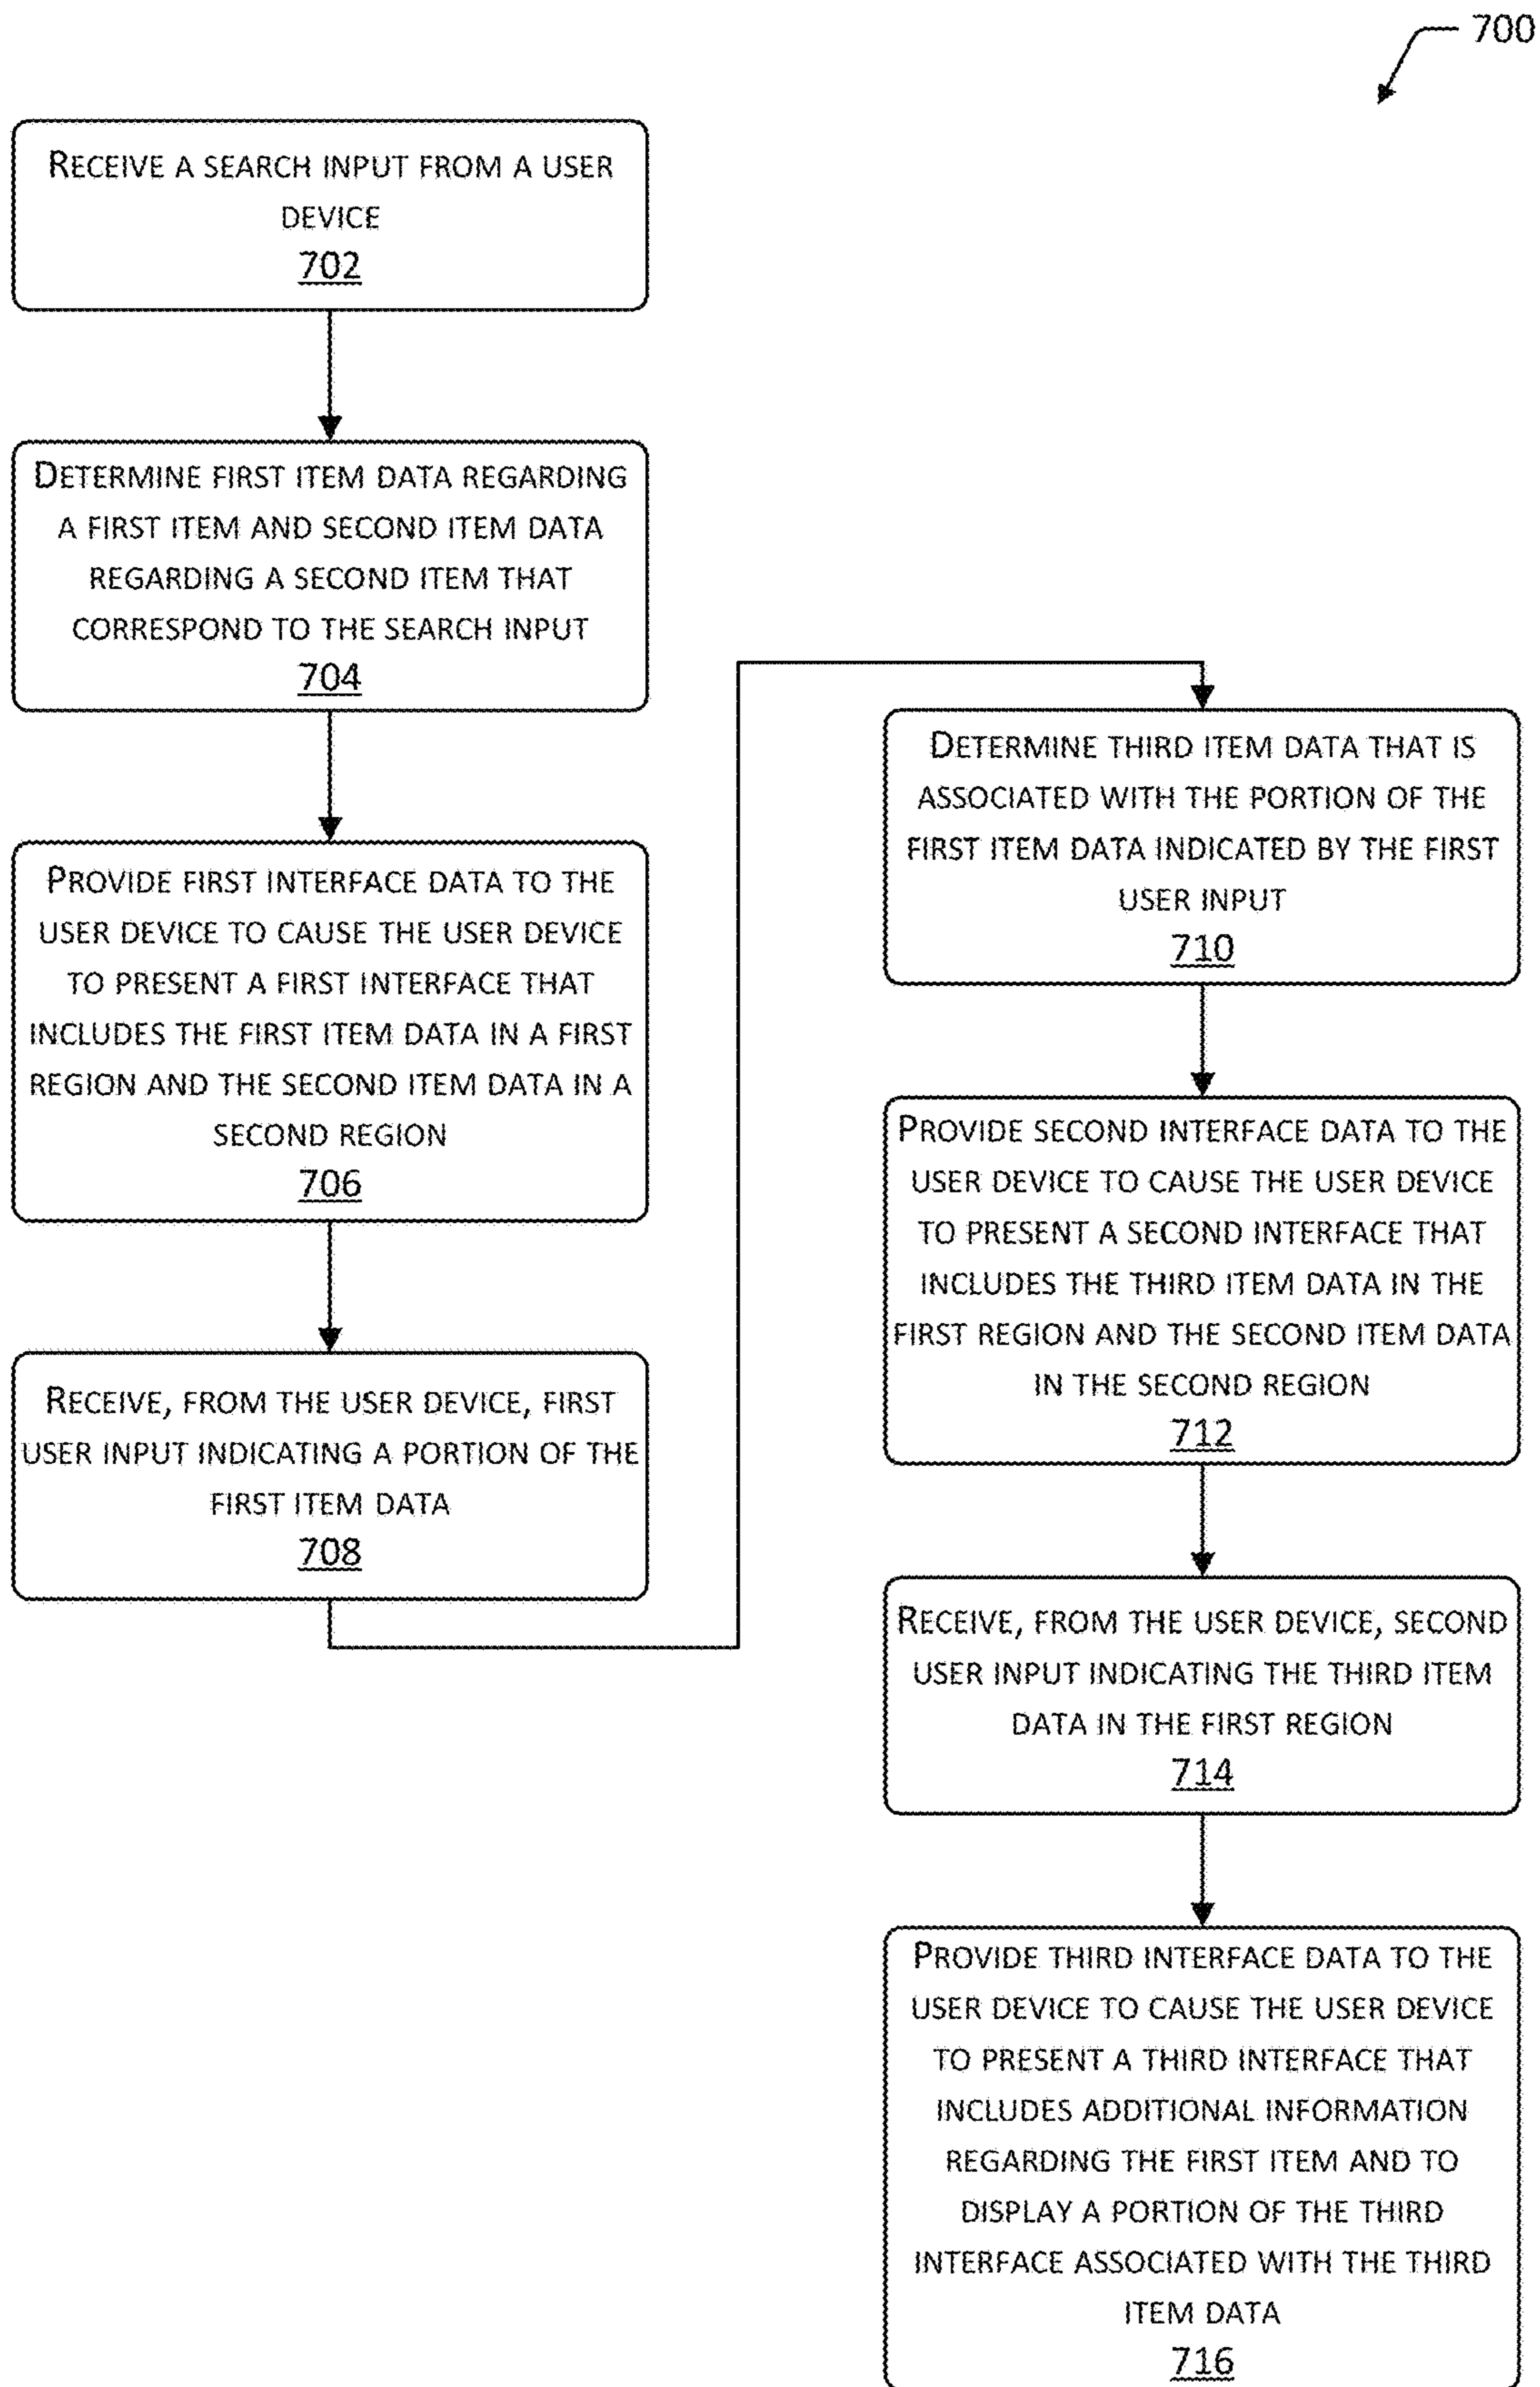 700
RECEIVE A SEARCH INPUT FROM A USER
DEVICE
702
DETERMINE FIRST ITEM DATA REGARDING
A FIRST ITEM AND SECOND ITEM DATA
REGARDING A SECOND ITEM THAT
CORRESPOND TO THE SEARCH INPUT
704
PROVIDE FIRST INTERFACE DATA TO THE
USER DEVICE TO CAUSE THE USER DEVICE
TO PRESENT A FIRST INTERFACE THAT
INCLUDES THE FIRST ITEM DATA IN A FIRST
REGION AND THE SECOND ITEM DATA IN A
SECOND REGION
706
RECEIVE, FROM THE USER DEVICE, FIRST
USER INPUT INDICATING A PORTION OF THE
FIRST ITEM DATA
708
DETERMINE THIRD ITEM DATA THAT IS
ASSOCIATED WITH THE PORTION OF THE
FIRST ITEM DATA INDICATED BY THE FIRST
USER INPUT
710
PROVIDE SECOND INTERFACE DATA TO THE
USER DEVICE TO CAUSE THE USER DEVICE
TO PRESENT A SECOND INTERFACE THAT
INCLUDES THE THIRD ITEM DATA IN THE
FIRST REGION AND THE SECOND ITEM DATA
IN THE SECOND REGION
712
RECEIVE, FROM THE USER DEVICE, SECOND
USER INPUT INDICATING THE THIRD ITEM
DATA IN THE FIRST REGION
714
PROVIDE THIRD INTERFACE DATA TO THE
USER DEVICE TO CAUSE THE USER DEVICE
TO PRESENT A THIRD INTERFACE THAT
INCLUDES ADDITIONAL INFORMATION
REGARDING THE FIRST ITEM AND TO
DISPLAY A PORTION OF THE THIRD
INTERFACE ASSOCIATED WITH THE THIRD
ITEM DATA
716